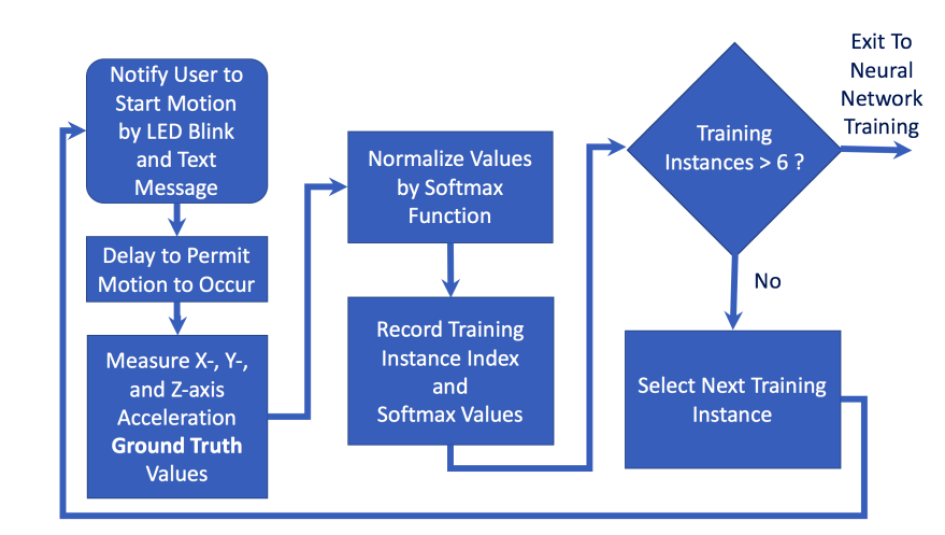 Notify User to
Start Motion
by LED Blink
and Text
Message
Delay to Permit
Motion to Occur
Measure X-, Y-,
and Z-axis
Acceleration
Ground Truth
Values
Normalize Values
by Softmax
Function
Record Training
Instance Index
and
Softmax Values
Training
Instances > 6 ?
Exit To
Neural
Network
Training
No
Select Next Training
Instance